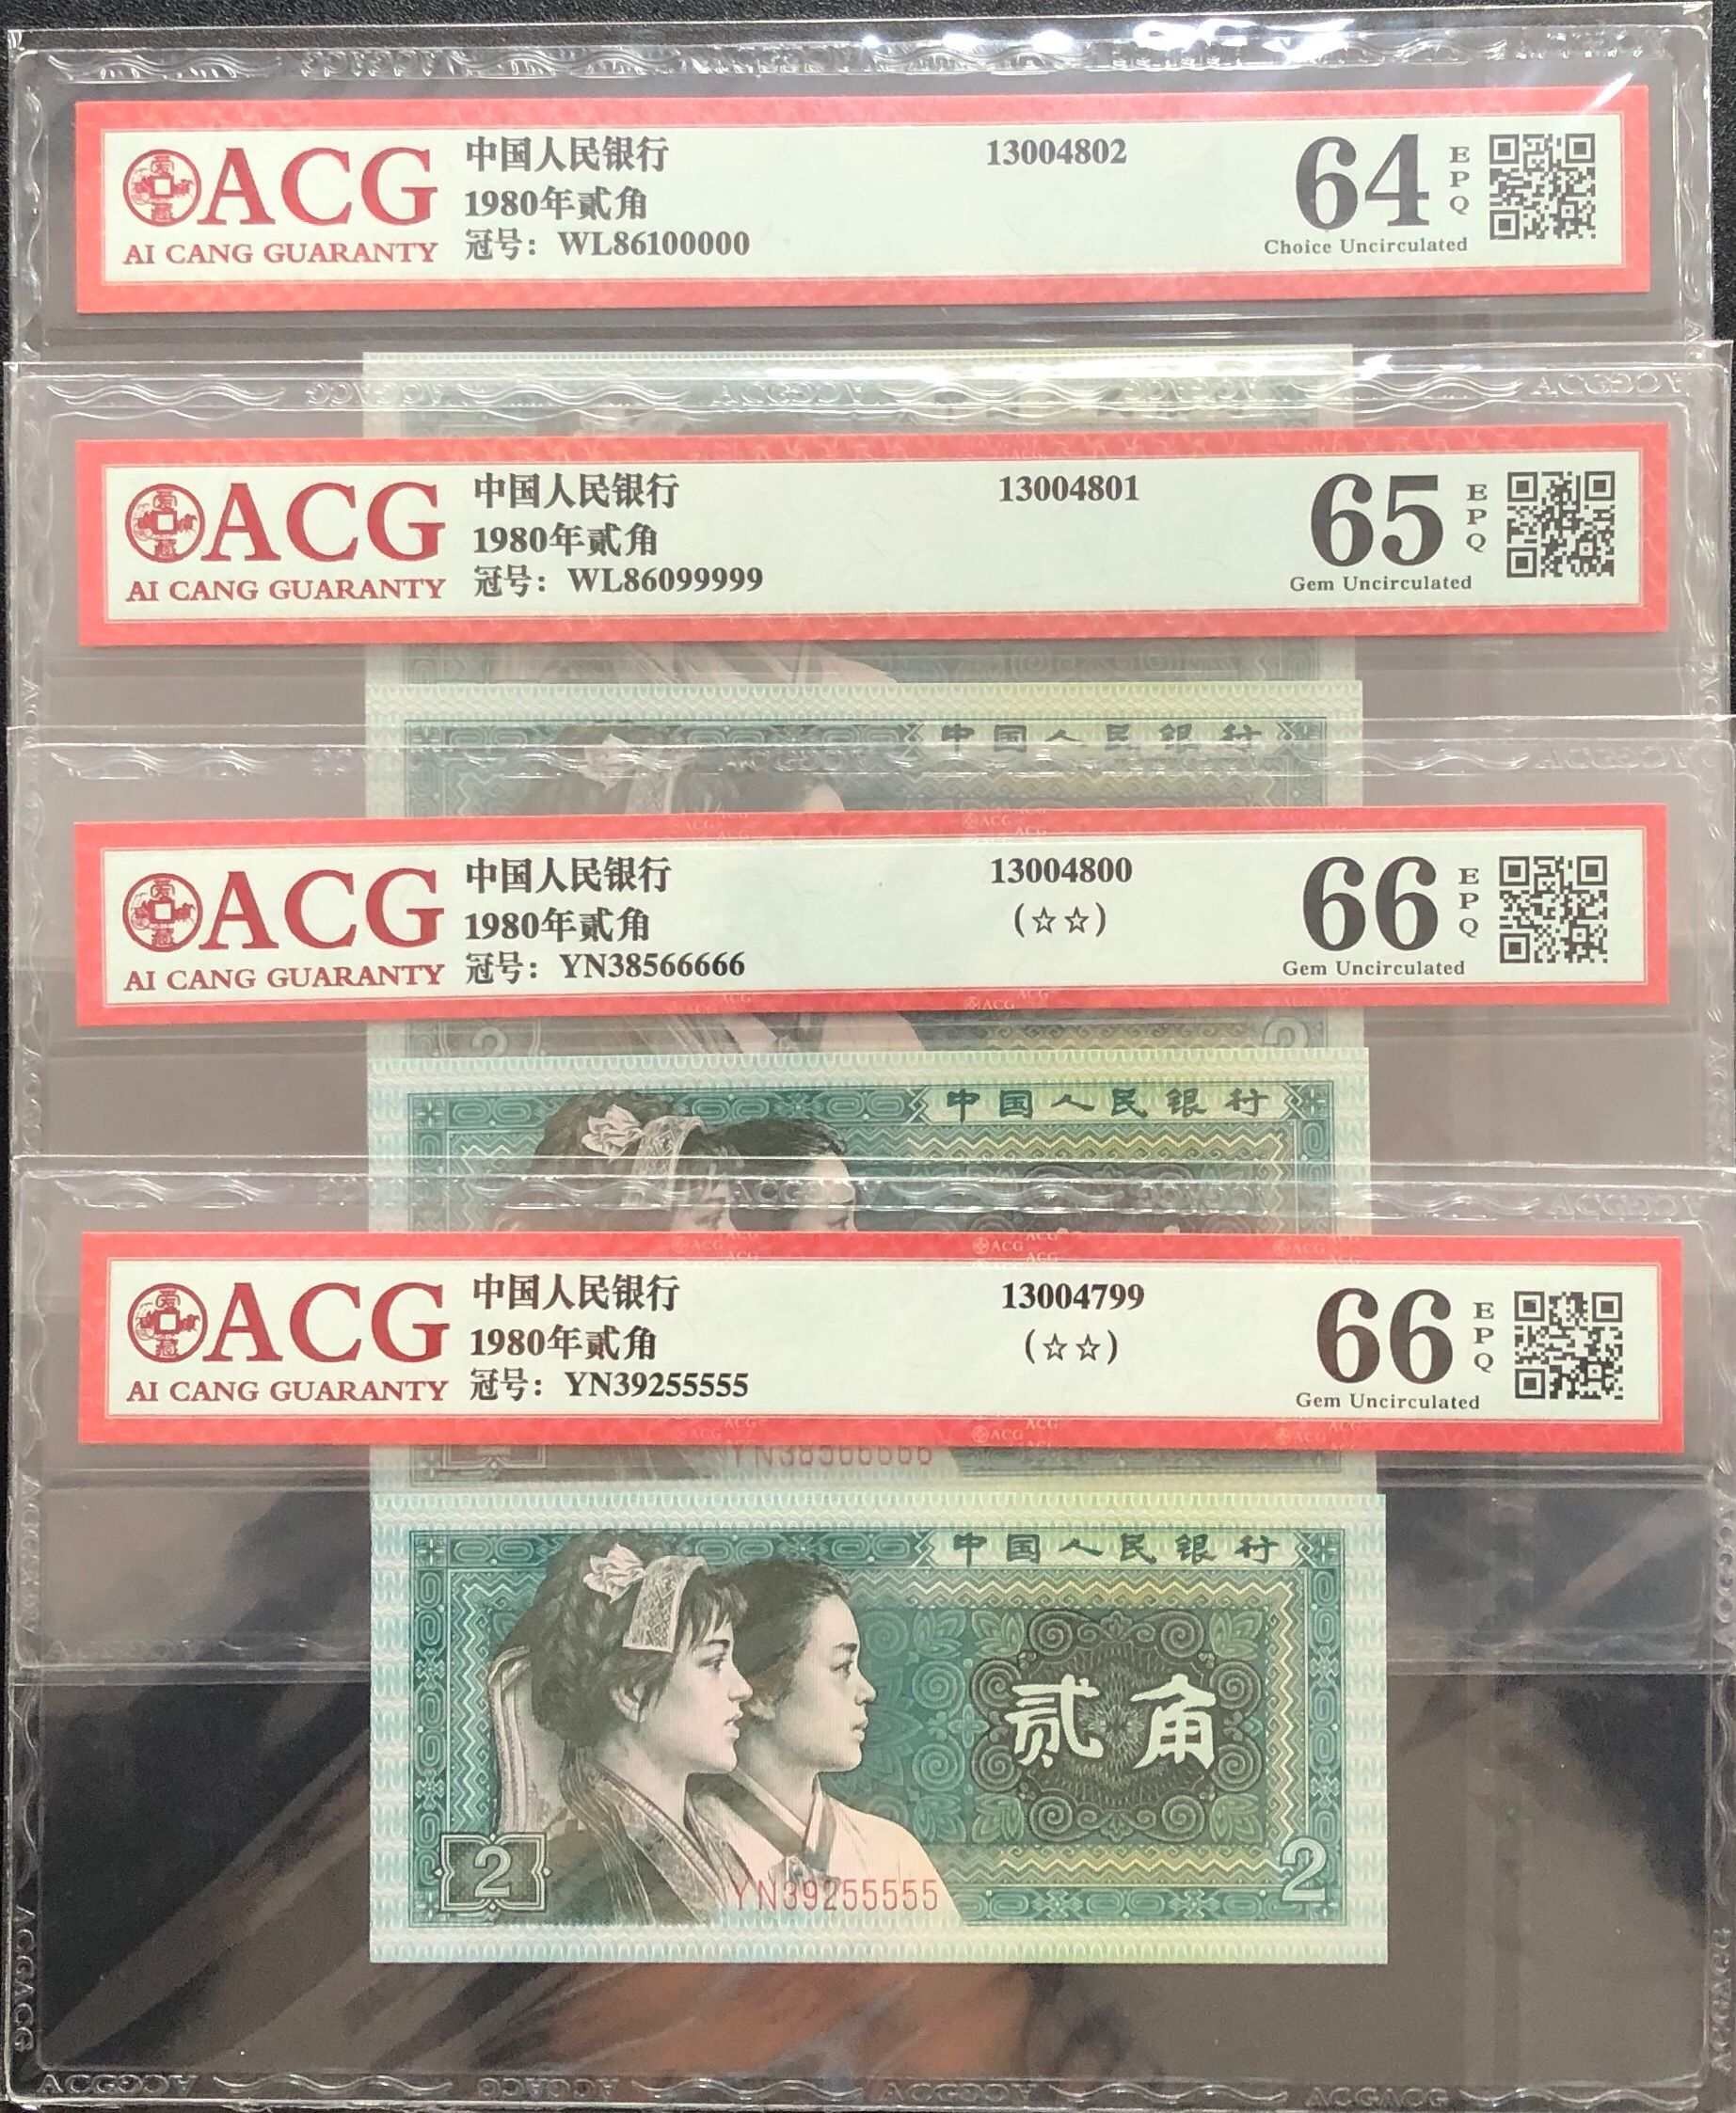 ACG
AI CANG GUARANTY
中国人民银行
1980年贰角
冠号：WL86100000
13004802
64
EPQ
Choice Uncirculated
ACG
AI CANG GUARANTY
中国人民银行
1980年贰角
冠号：WL86099999
13004801
65
EPQ
Gem Uncirculated
中国人民银行
ACG
AI CANG GUARANTY
中国人民银行
1980年贰角
冠号：YN38566666
13004800
(☆☆)
66
EPQ
Gem Uncirculated
2
2
中国人民银行
ACG
AI CANG GUARANTY
中国人民银行
1980年贰角
冠号：YN39255555
13004799
(☆☆)
66
EPQ
Gem Uncirculated
YN38566666
中国人民银行
贰角
2
YN39255555
2